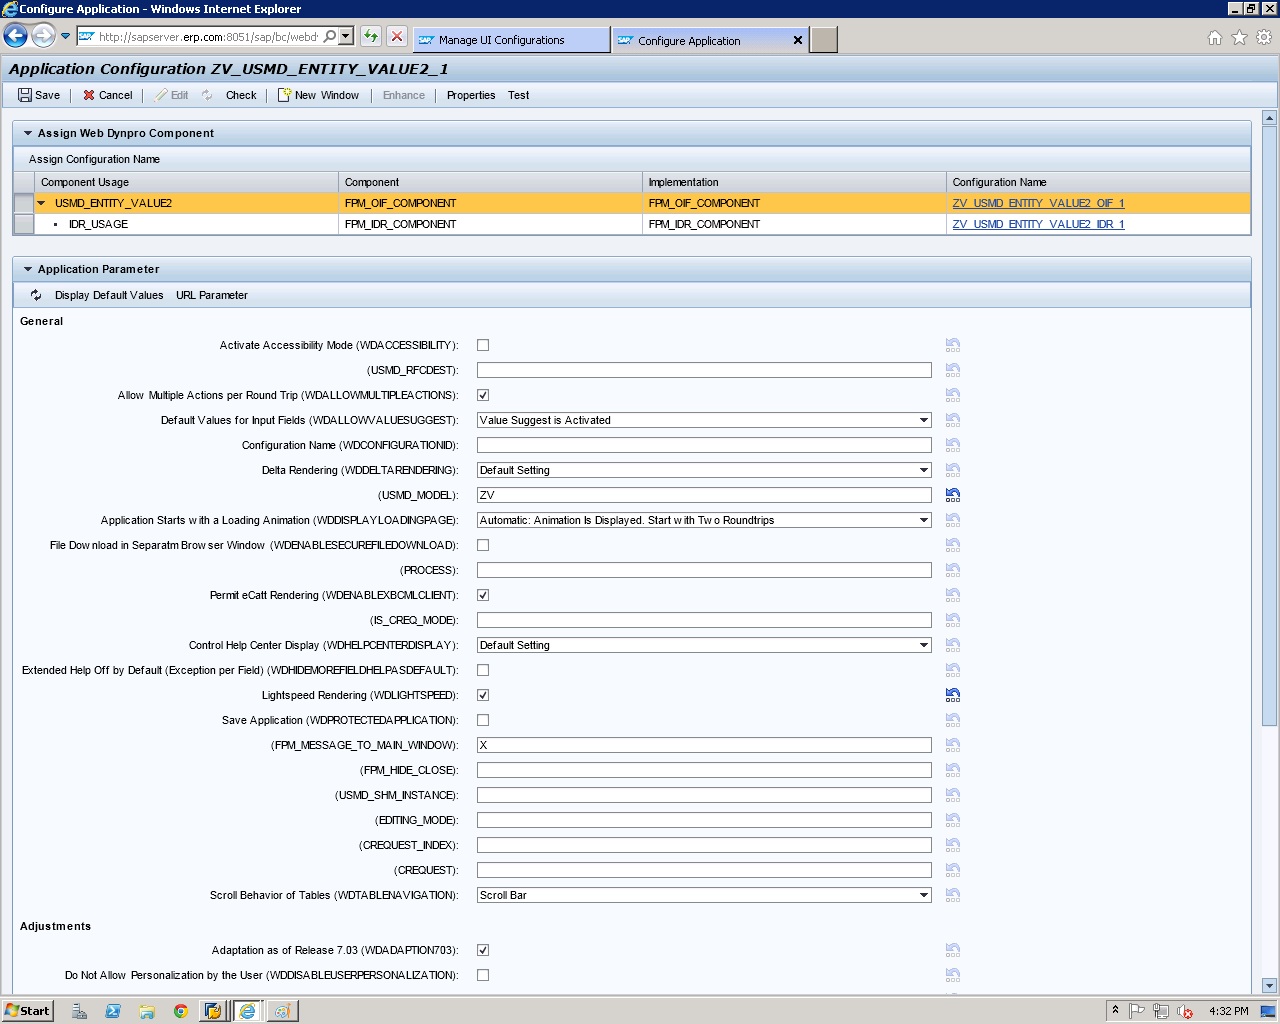 Configure Application - Windows Internet Explorer
http://sapserver.erp.com:8051/sap/bc/webd
SAP Manage UI Configurations
SAP Configure Application
Application Configuration ZV_USMD_ENTITY_VALUE2_1
Save Cancel Edit Check New Window Enhance Properties Test
Assign Web Dynpro Component
Assign Configuration Name
Component Usage Component Implementation Configuration Name
USMD_ENTITY_VALUE2 FPM_OIF_COMPONENT FPM_OIF_COMPONENT ZV_USMD_ENTITY_VALUE2_OIF_1
IDR_USAGE FPM_IDR_COMPONENT FPM_IDR_COMPONENT ZV_USMD_ENTITY_VALUE2_IDR_1
Application Parameter
Display Default Values URL Parameter
General
Activate Accessibility Mode (WDACCESSIBILITY):
(USMD_RFCDEST):
Allow Multiple Actions per Round Trip (WDALLOWMULTIPLEACTIONS):
Default Values for Input Fields (WDALLOWVALUESUGGEST): Value Suggest is Activated
Configuration Name (WDCONFIGURATIONID):
Delta Rendering (WDDELTARENDERING): Default Setting
(USMD_MODEL): ZV
Application Starts with a Loading Animation (WDDISPLAYLOADINGPAGE): Automatic: Animation Is Displayed. Start with Two Roundtrips
File Download in Separatm Browser Window (WDENABLESECUREFILEDOWNLOAD):
(PROCESS):
Permit eCatt Rendering (WDENABLEXBCMLCLIENT):
(IS_CREQ_MODE):
Control Help Center Display (WDHELPCENTERDISPLAY): Default Setting
Extended Help Off by Default (Exception per Field) (WDHIDEMOREFIELDHELPASDEFAULT):
Lightspeed Rendering (WDLIGHTSPEED):
Save Application (WDPROTECTEDAPPLICATION):
(FPM_MESSAGE_TO_MAIN_WINDOW): X
(FPM_HIDE_CLOSE):
(USMD_SHM_INSTANCE):
(EDITING_MODE):
(CREQUEST_INDEX):
(CREQUEST):
Scroll Behavior of Tables (WDTABLENAVIGATION): Scroll Bar
Adjustments
Adaptation as of Release 7.03 (WDADAPTION703):
Do Not Allow Personalization by the User (WDDISABLEUSERPERSONALIZATION):
Start 4:32 PM